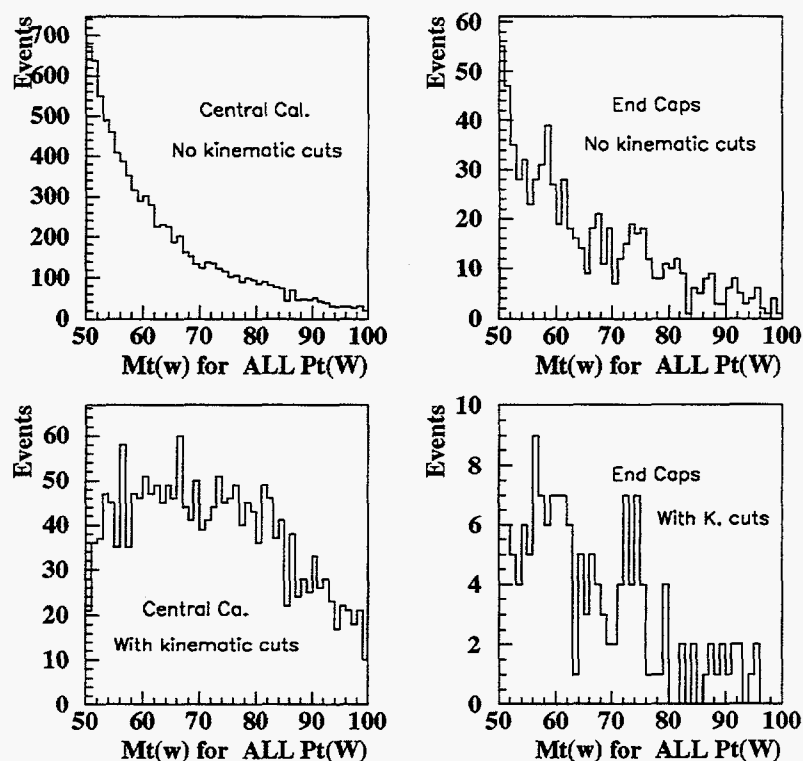 Events
700
600
500
400
300
200
100
0
Central Cal.
No kinematic cuts
50 60 70 80 90 100
Mt(w) for ALL Pt(W)
Events
60
50
40
30
20
10
0
End Caps
No kinematic cuts
50 60 70 80 90 100
Mt(w) for ALL Pt(W)
Events
60
50
40
30
20
10
0
Central Ca.
With kinematic cuts
50 60 70 80 90 100
Mt(w) for ALL Pt(W)
Events
10
8
6
4
2
0
End Caps
With K. cuts
50 60 70 80 90 100
Mt(w) for ALL Pt(W)